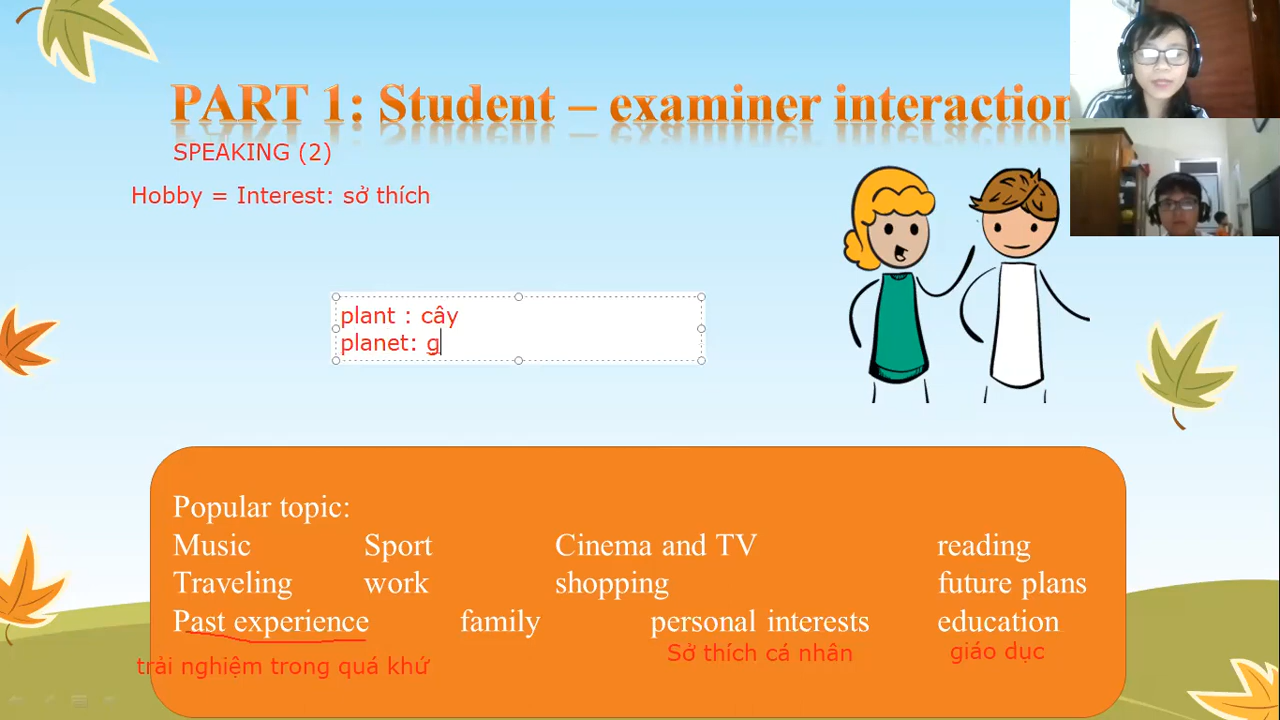 PART 1: Student – examiner interaction
SPEAKING (2)
Hobby = Interest: sở thích
plant : cây
planet: g
Popular topic:
Music Sport Cinema and TV reading
Traveling work shopping future plans
Past experience family personal interests education
trải nghiệm trong quá khứ Sở thích cá nhân giáo dục